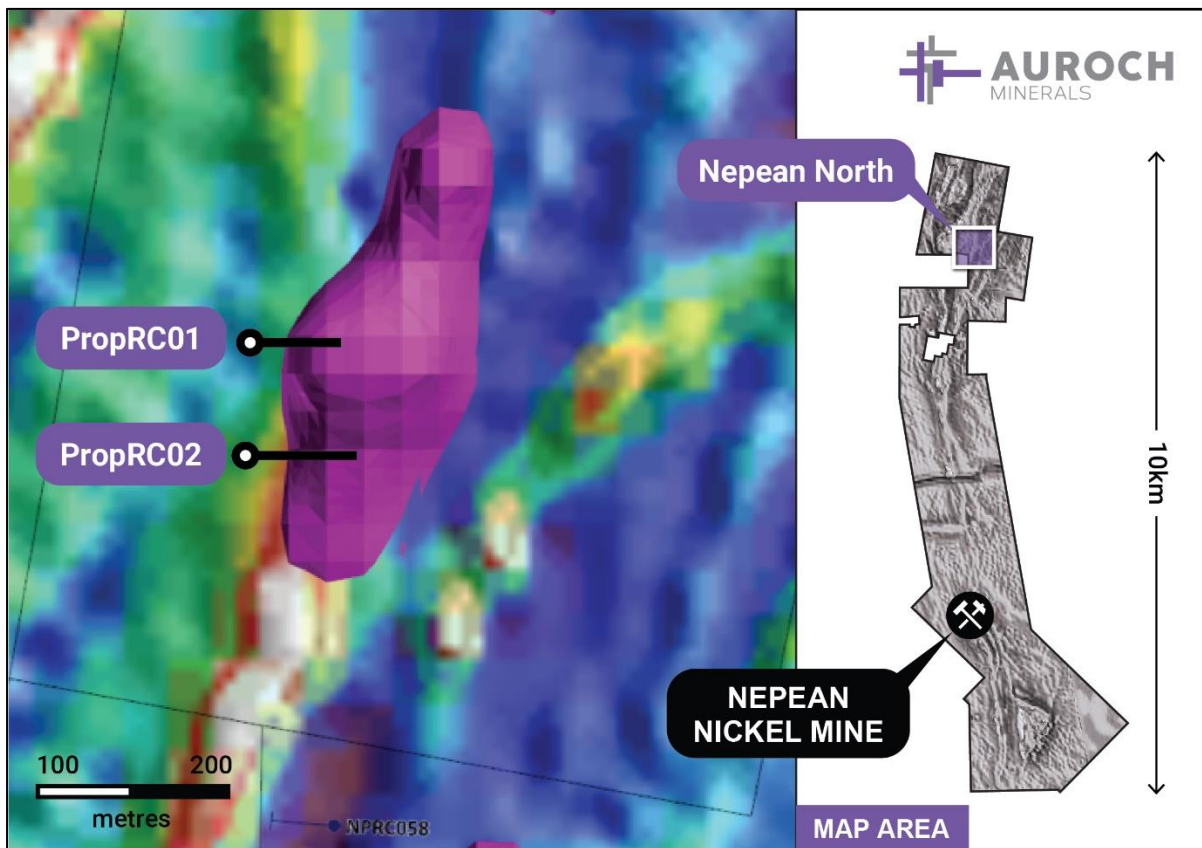 AUROCH
MINERALS
Nepean North
PropRC01
PropRC02
10km
NEPEAN
NICKEL MINE
100 200
metres
NPRC058
MAP AREA